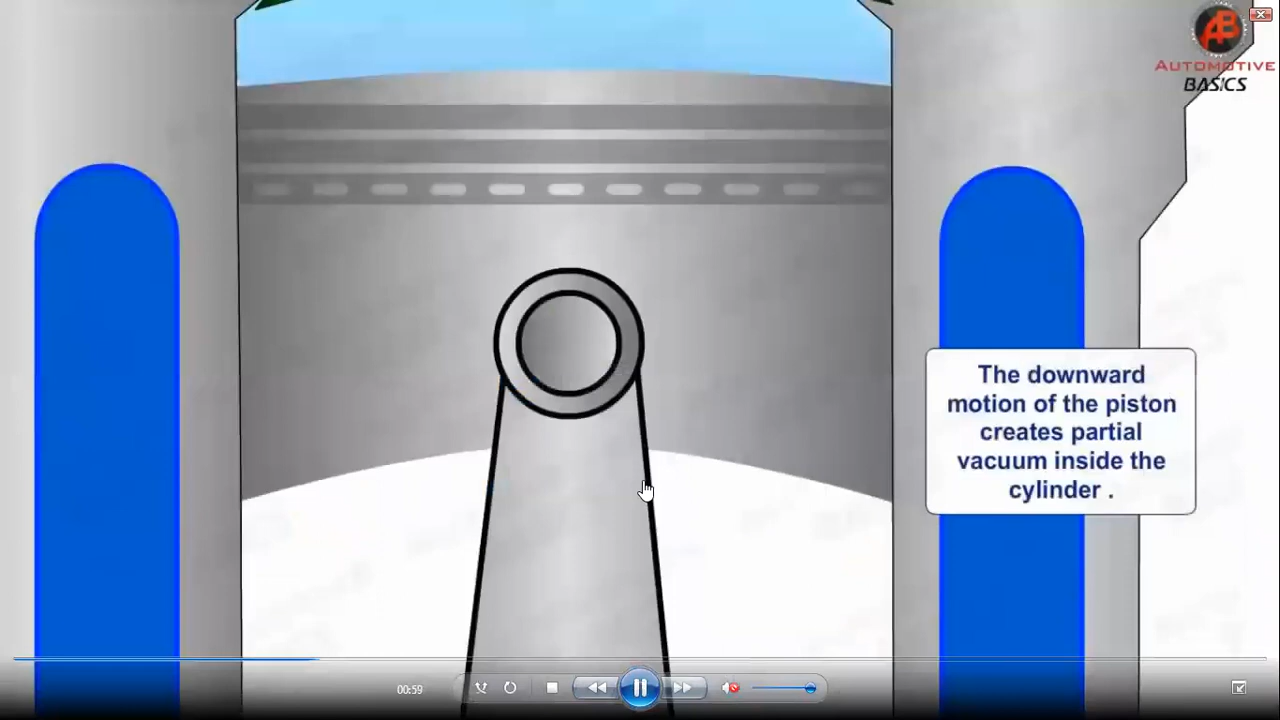 AUTOMOTIVE
BASICS
The downward
motion of the piston
creates partial
vacuum inside the
cylinder .
00:59